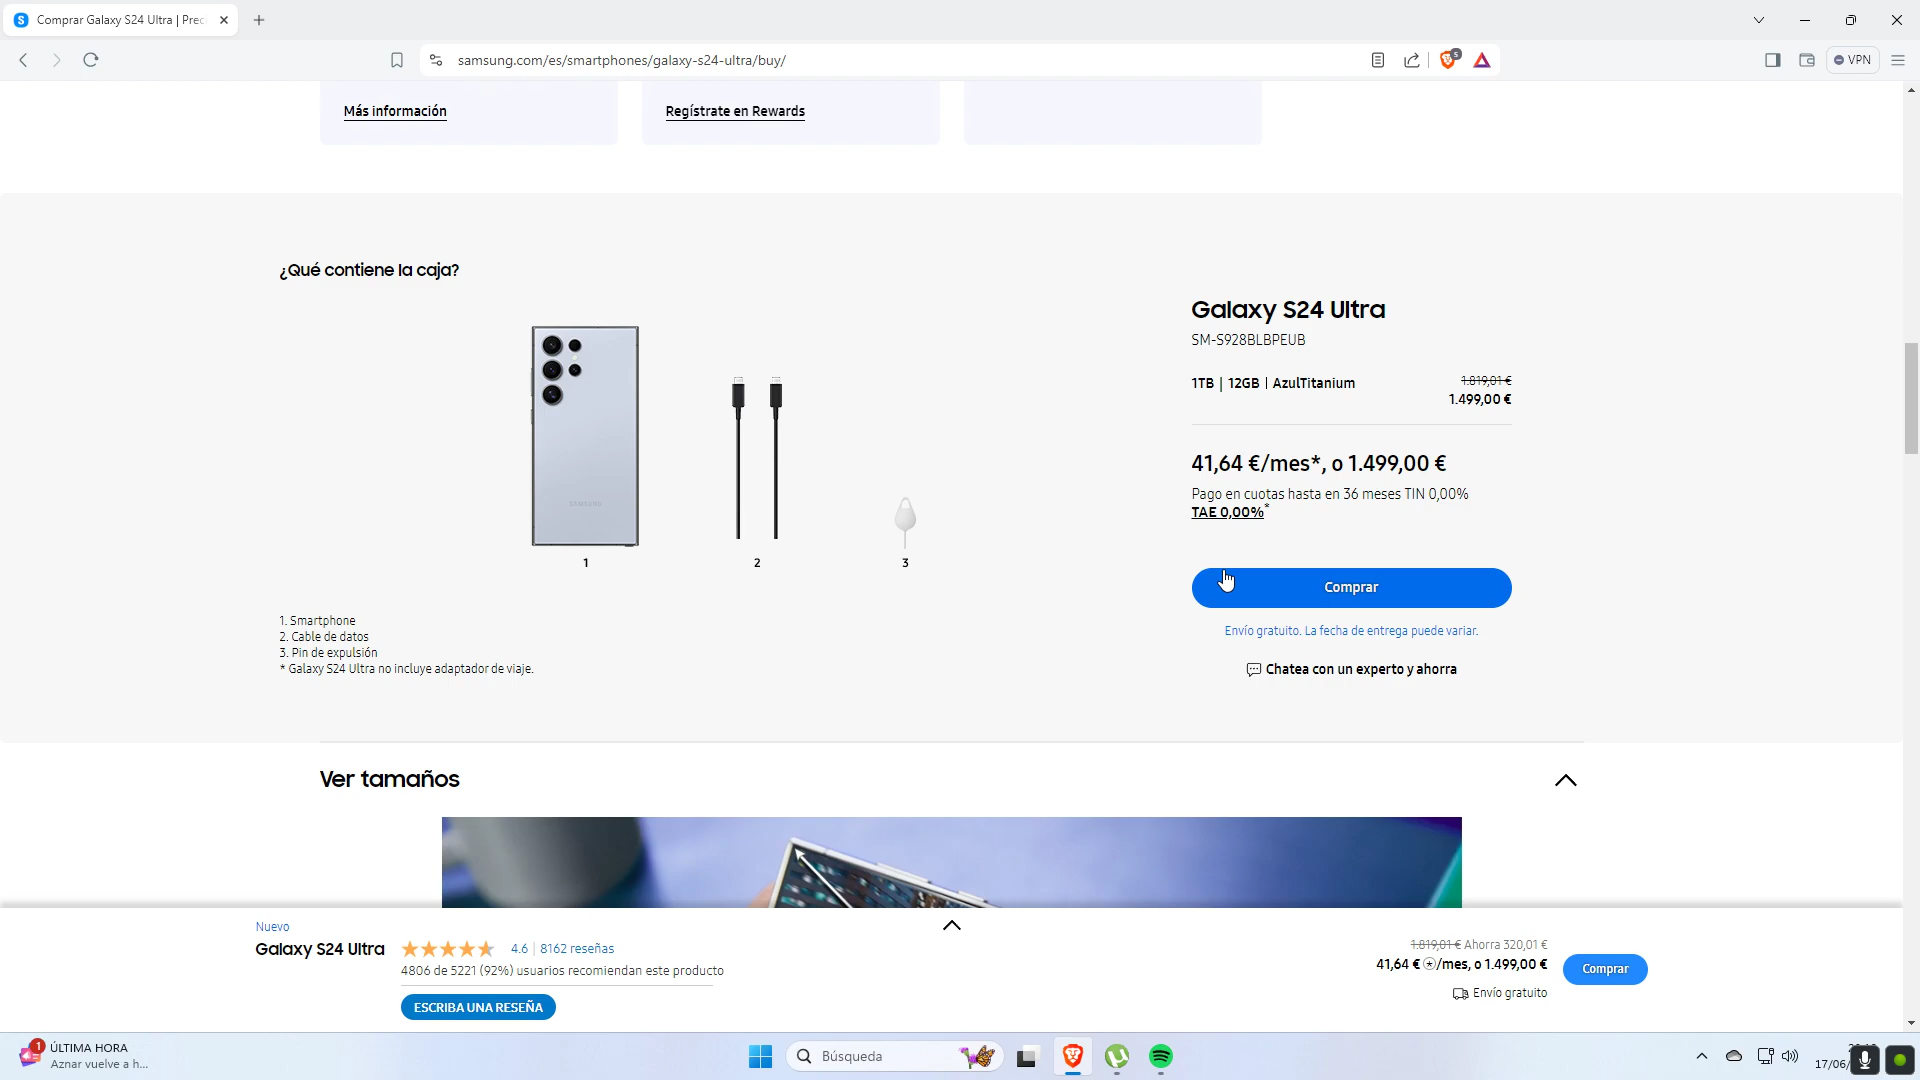 Comprar Galaxy S24 Ultra | Prec
samsung.com/es/smartphones/galaxy-s24-ultra/buy/
5
VPN
Más información
Regístrate en Rewards
¿Qué contiene la caja?
SAMSUNG
1
2
3
1. Smartphone
2. Cable de datos
3. Pin de expulsión
* Galaxy S24 Ultra no incluye adaptador de viaje.
Galaxy S24 Ultra
SM-S928BLBPEUB
1TB | 12GB | AzulTitanium
1.819,01 €
1.499,00 €
41,64 €/mes*, o 1.499,00 €
Pago en cuotas hasta en 36 meses TIN 0,00%
TAE 0,00%*
Comprar
Envío gratuito. La fecha de entrega puede variar.
Chatea con un experto y ahorra
Ver tamaños
Nuevo
Galaxy S24 Ultra
4.6 | 8162 reseñas
4806 de 5221 (92%) usuarios recomiendan este producto
ESCRIBA UNA RESEÑA
1.819,01 € Ahorra 320,01 €
41,64 € /mes, o 1.499,00 €
Envío gratuito
Comprar
1
ÚLTIMA HORA
Aznar vuelve a h...
Búsqueda
17/06/